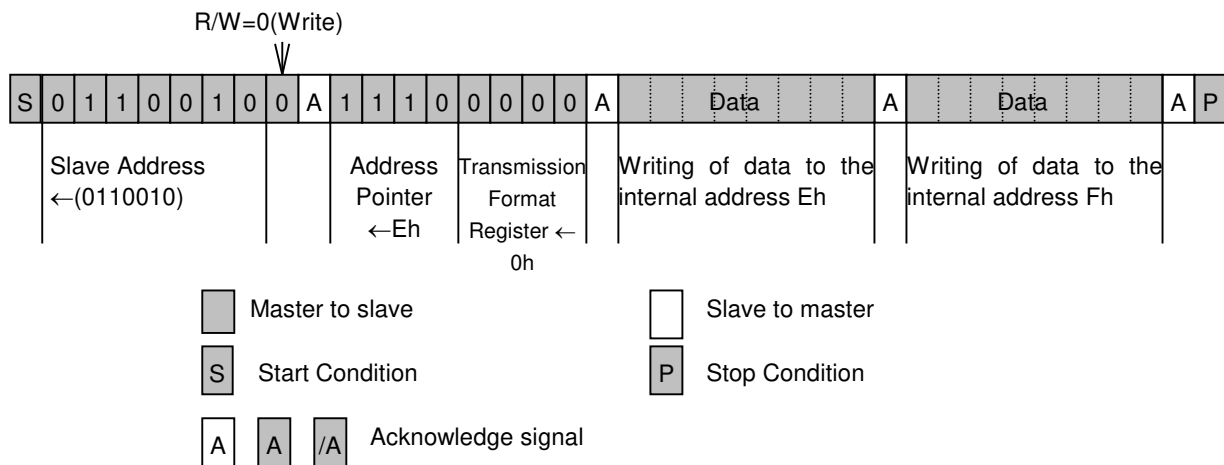 R/W=0(Write)
S 0 1 1 0 0 1 0 0 A 1 1 1 0 0 0 0 0 A Data A Data A P
Slave Address
←(0110010)
Address
Pointer
←Eh
Transmission
Format
Register ←
0h
Writing of data to the
internal address Eh
Writing of data to the
internal address Fh
Master to slave
Slave to master
S Start Condition
P Stop Condition
A A /A Acknowledge signal